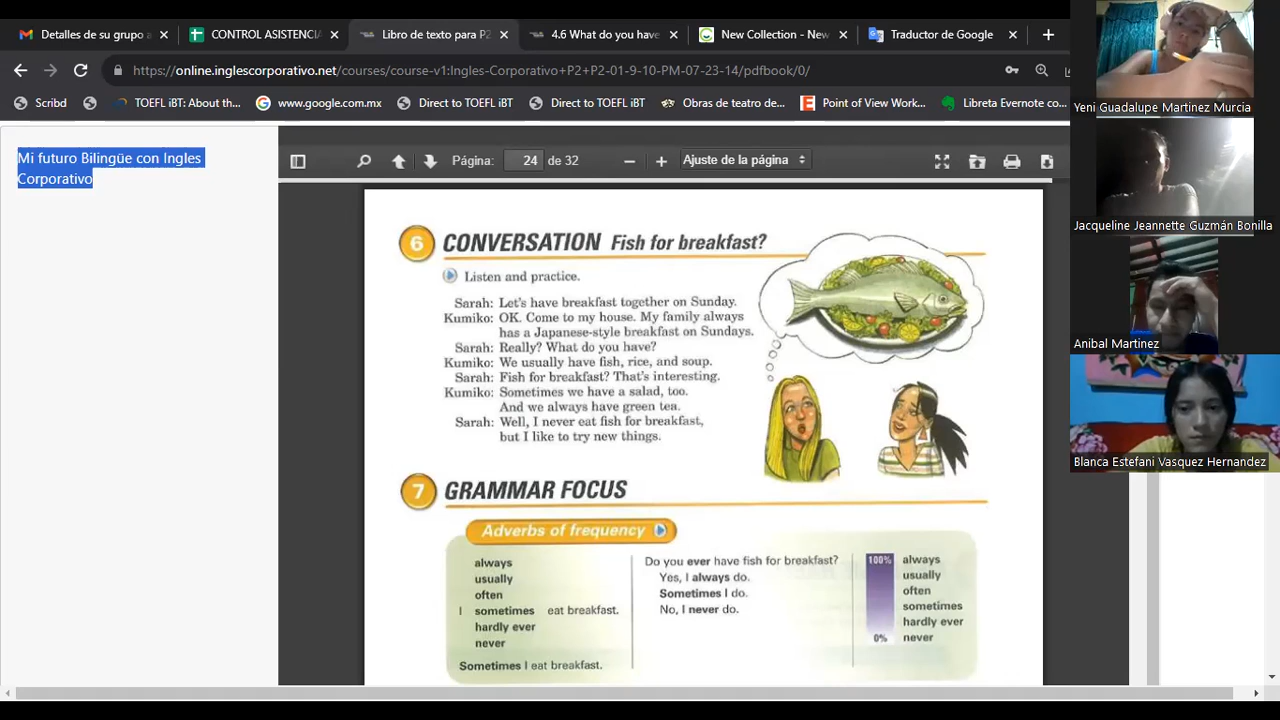 Detalles de su grupo a
CONTROL ASISTENCIA
Libro de texto para P2
4.6 What do you have
New Collection - New
Traductor de Google
https://online.inglescorporativo.net/courses/course-v1:Ingles-Corporativo+P2+P2-01-9-10-PM-07-23-14/pdfbook/0/
Scribd
TOEFL iBT: About th...
www.google.com.mx
Direct to TOEFL iBT
Direct to TOEFL iBT
Obras de teatro de...
Point of View Work...
Libreta Evernote co...
Mi futuro Bilingüe con Ingles
Corporativo
Página: 24 de 32
Ajuste de la página
6 CONVERSATION Fish for breakfast?
Listen and practice.
Sarah: Let's have breakfast together on Sunday.
Kumiko: OK. Come to my house. My family always
has a Japanese-style breakfast on Sundays.
Sarah: Really? What do you have?
Kumiko: We usually have fish, rice, and soup.
Sarah: Fish for breakfast? That's interesting.
Kumiko: Sometimes we have a salad, too.
And we always have green tea.
Sarah: Well, I never eat fish for breakfast,
but I like to try new things.
7 GRAMMAR FOCUS
Adverbs of frequency
always
usually
often
I sometimes eat breakfast.
hardly ever
never
Sometimes I eat breakfast.
Do you ever have fish for breakfast?
Yes, I always do.
Sometimes I do.
No, I never do.
100% always
usually
often
sometimes
hardly ever
0% never
Yeni Guadalupe Martínez Murcia
Jacqueline Jeannette Guzmán Bonilla
Anibal Martinez
Blanca Estefani Vasquez Hernandez